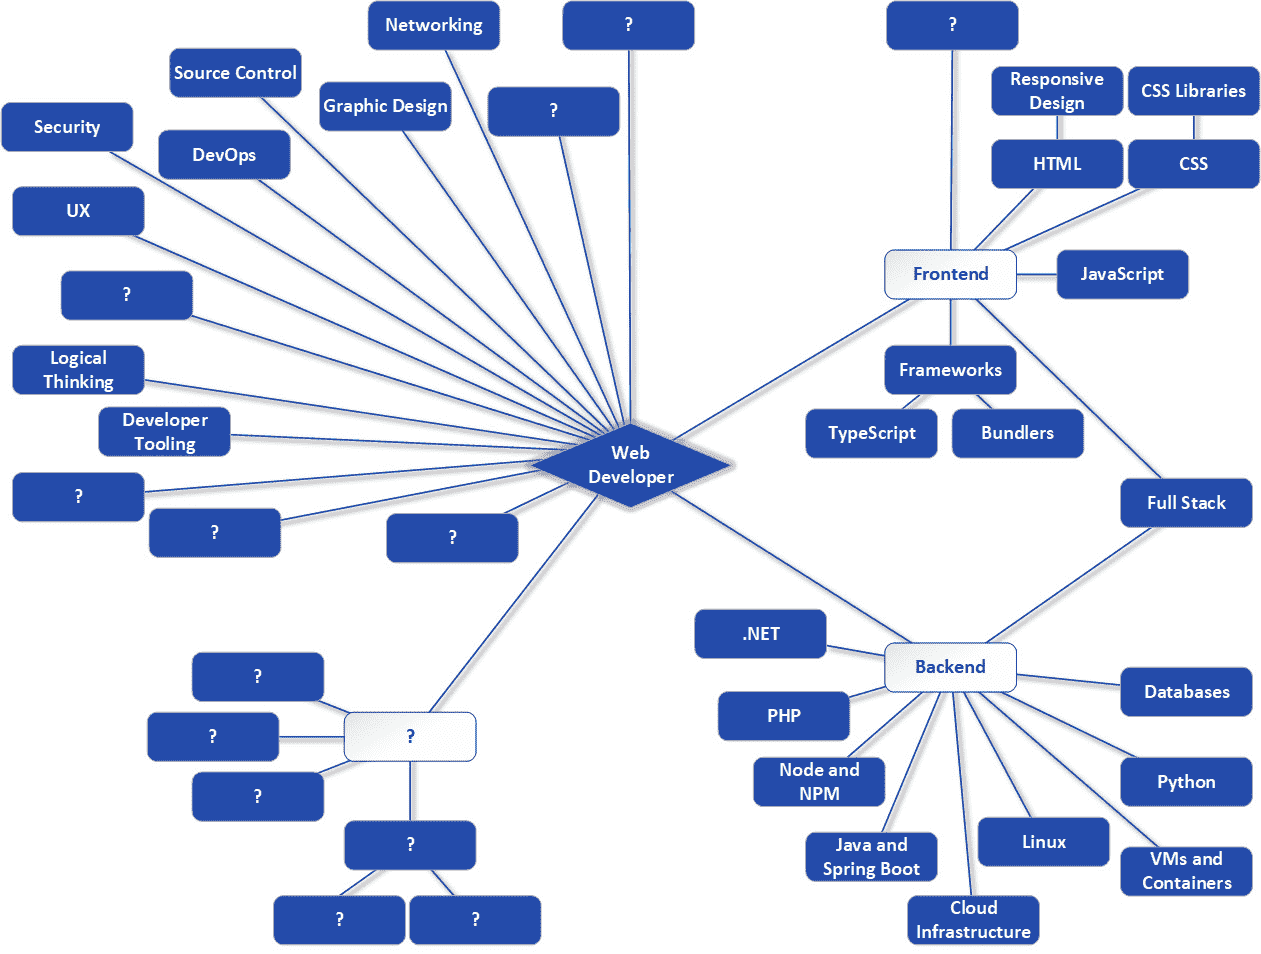 Networking
?
?
Source Control
Responsive
Design
CSS Libraries
Graphic Design
?
Security
DevOps
HTML
CSS
UX
Frontend
JavaScript
?
Logical
Thinking
Frameworks
Developer
Tooling
TypeScript
Bundlers
Web
Developer
?
Full Stack
?
?
.NET
Backend
?
Databases
PHP
?
?
Node and
NPM
Python
?
?
Java and
Spring Boot
Linux
VMs and
Containers
?
?
Cloud
Infrastructure